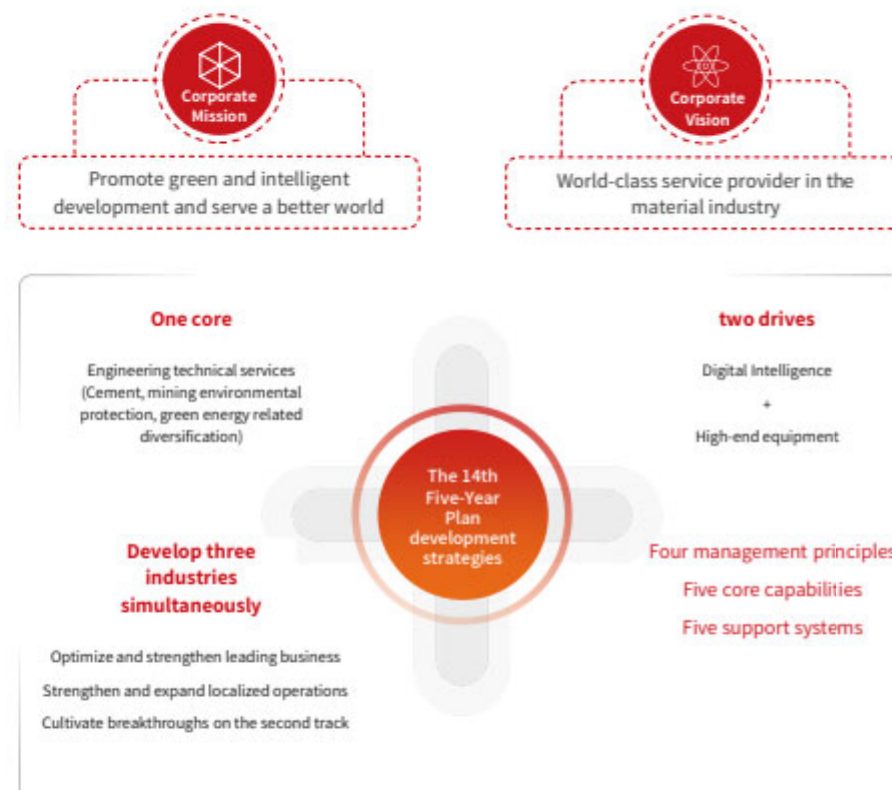 Corporate
Mission
Promote green and intelligent
development and serve a better world
Corporate
Vision
World-class service provider in the
material industry
One core
Engineering technical services
(Cement, mining environmental
protection, green energy related
diversification)
two drives
Digital Intelligence
+
High-end equipment
The 14th
Five-Year
Plan
development
strategies
Develop three
industries
simultaneously
Optimize and strengthen leading business
Strengthen and expand localized operations
Cultivate breakthroughs on the second track
Four management principles
Five core capabilities
Five support systems